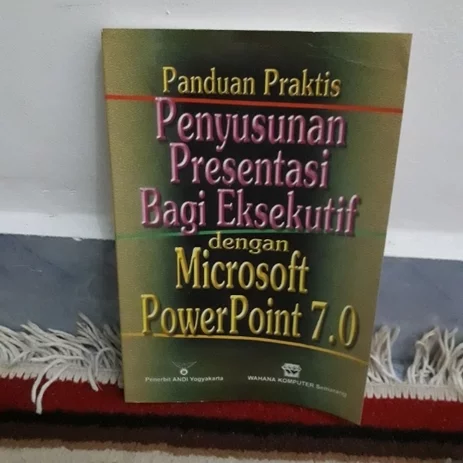 Panduan Praktis
Penyusunan
Presentasi
Bagi Eksekutif
dengan
Microsoft
PowerPoint 7.0
Penerbit ANDI Yogyakarta
WAHANA KOMPUTER Semarang